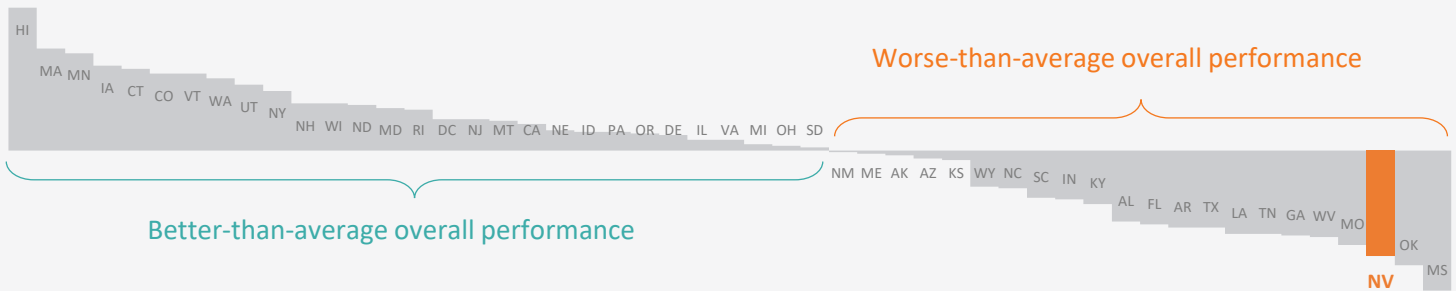 HI MA MN IA CT CO VT WA UT NY NH WI ND MD RI DC NJ MT CA NE ID PA OR DE IL VA MI OH SD
Worse-than-average overall performance
NM ME AK AZ KS WY NC SC IN KY AL FL AR TX LA TN GA WV MO NV OK MS
Better-than-average overall performance